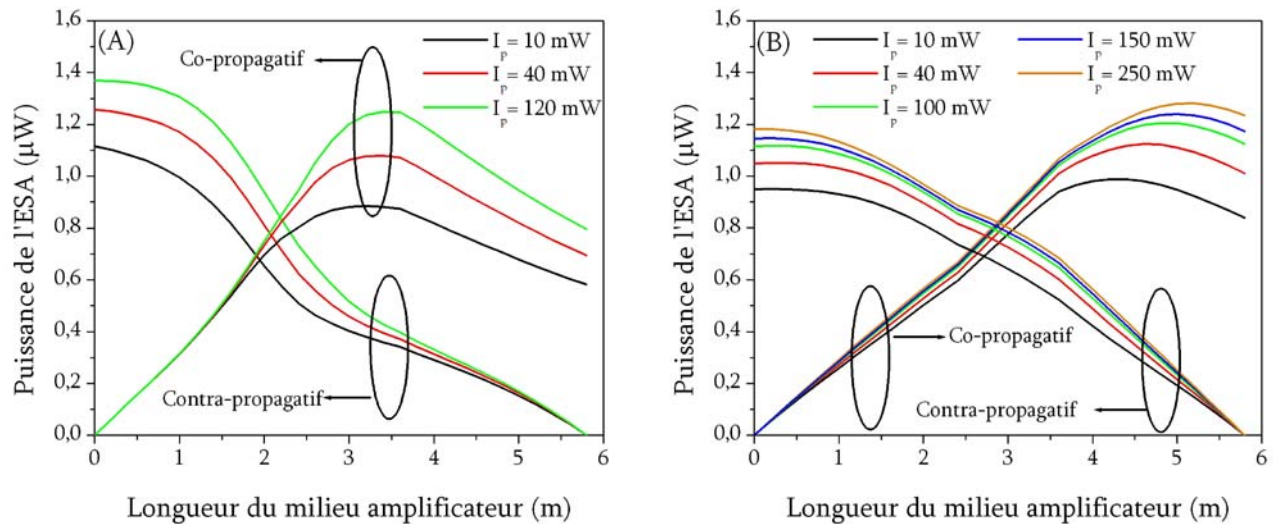 (A)
Co-propagatif
I_p = 10 mW
I_p = 40 mW
I_p = 120 mW
Contra-propagatif
Puissance de l'ESA (µW)
1,6
1,4
1,2
1,0
0,8
0,6
0,4
0,2
0,0
0 1 2 3 4 5 6
Longueur du milieu amplificateur (m)
(B)
I_p = 10 mW
I_p = 40 mW
I_p = 100 mW
I_p = 150 mW
I_p = 250 mW
Co-propagatif
Contra-propagatif
Puissance de l'ESA (µW)
1,6
1,4
1,2
1,0
0,8
0,6
0,4
0,2
0,0
0 1 2 3 4 5 6
Longueur du milieu amplificateur (m)